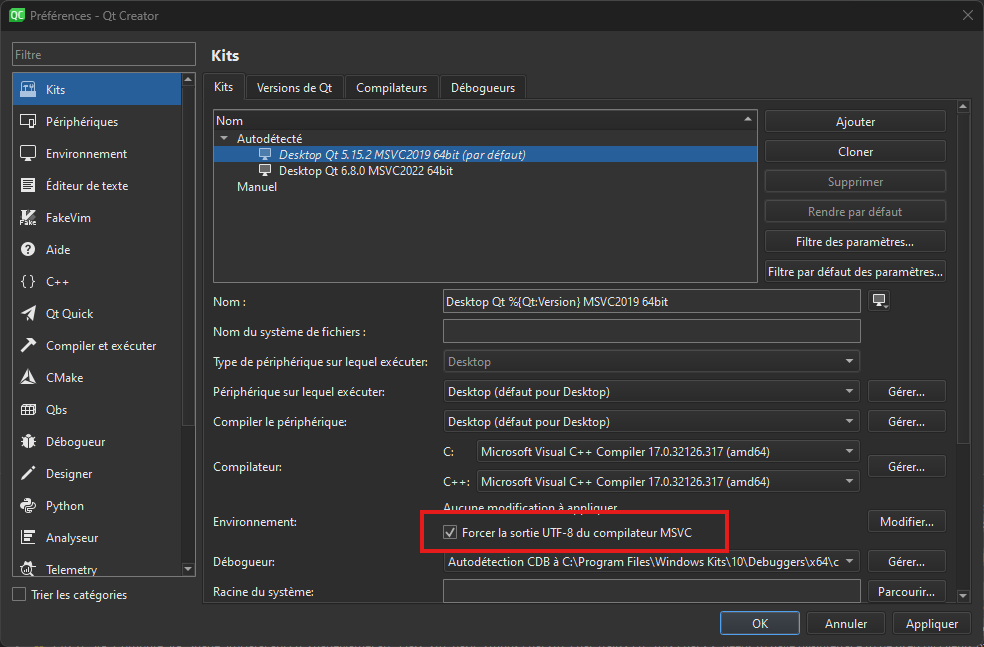 Préférences - Qt Creator
Filtre
Kits
Périphériques
Environnement
Éditeur de texte
FakeVim
Aide
C++
Qt Quick
Compiler et exécuter
CMake
Qbs
Débogueur
Designer
Python
Analyseur
Telemetry
Trier les catégories
Kits
Kits Versions de Qt Compilateurs Débogueurs
Nom
Autodétecté
Desktop Qt 5.15.2 MSVC2019 64bit (par défaut)
Desktop Qt 6.8.0 MSVC2022 64bit
Manuel
Ajouter
Cloner
Supprimer
Rendre par défaut
Filtre des paramètres...
Filtre par défaut des paramètres...
Nom : Desktop Qt %{Qt:Version} MSVC2019 64bit
Nom du système de fichiers :
Type de périphérique sur lequel exécuter: Desktop
Périphérique sur lequel exécuter: Desktop (défaut pour Desktop) Gérer...
Compiler le périphérique: Desktop (défaut pour Desktop) Gérer...
Compilateur: C: Microsoft Visual C++ Compiler 17.0.32126.317 (amd64) Gérer...
C++: Microsoft Visual C++ Compiler 17.0.32126.317 (amd64)
Environnement: Aucune modification à appliquer Modifier...
Forcer la sortie UTF-8 du compilateur MSVC
Débogueur: Autodétection CDB à C:\Program Files\Windows Kits\10\Debuggers\x64\c Gérer...
Racine du système: Parcourir...
OK Annuler Appliquer